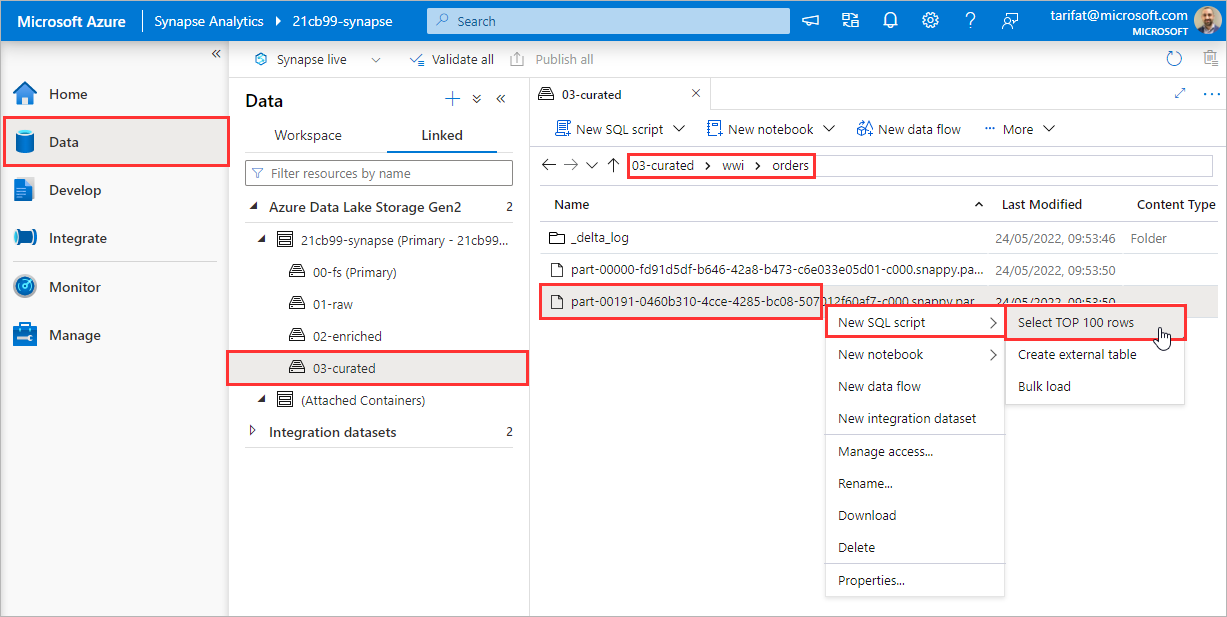 Microsoft Azure Synapse Analytics 21cb99-synapse Search tarifat@microsoft.com
MICROSOFT
Synapse live Validate all Publish all
Home
Data
Develop
Integrate
Monitor
Manage
Data
Workspace Linked
Filter resources by name
Azure Data Lake Storage Gen2 2
21cb99-synapse (Primary - 21cb99...
00-fs (Primary)
01-raw
02-enriched
03-curated
(Attached Containers)
Integration datasets 2
03-curated
New SQL script New notebook New data flow ··· More
03-curated > wwi > orders
Name Last Modified Content Type
_delta_log 24/05/2022, 09:53:46 Folder
part-00000-fd91d5df-b646-42a8-b473-c6e033e05d01-c000.snappy.pa... 24/05/2022, 09:53:50
part-00191-0460b310-4cce-4285-bc08-507012f60af7-c000.snappy.par... 24/05/2022, 09:53:50
New SQL script
New notebook
New data flow
New integration dataset
Manage access...
Rename...
Download
Delete
Properties...
Select TOP 100 rows
Create external table
Bulk load